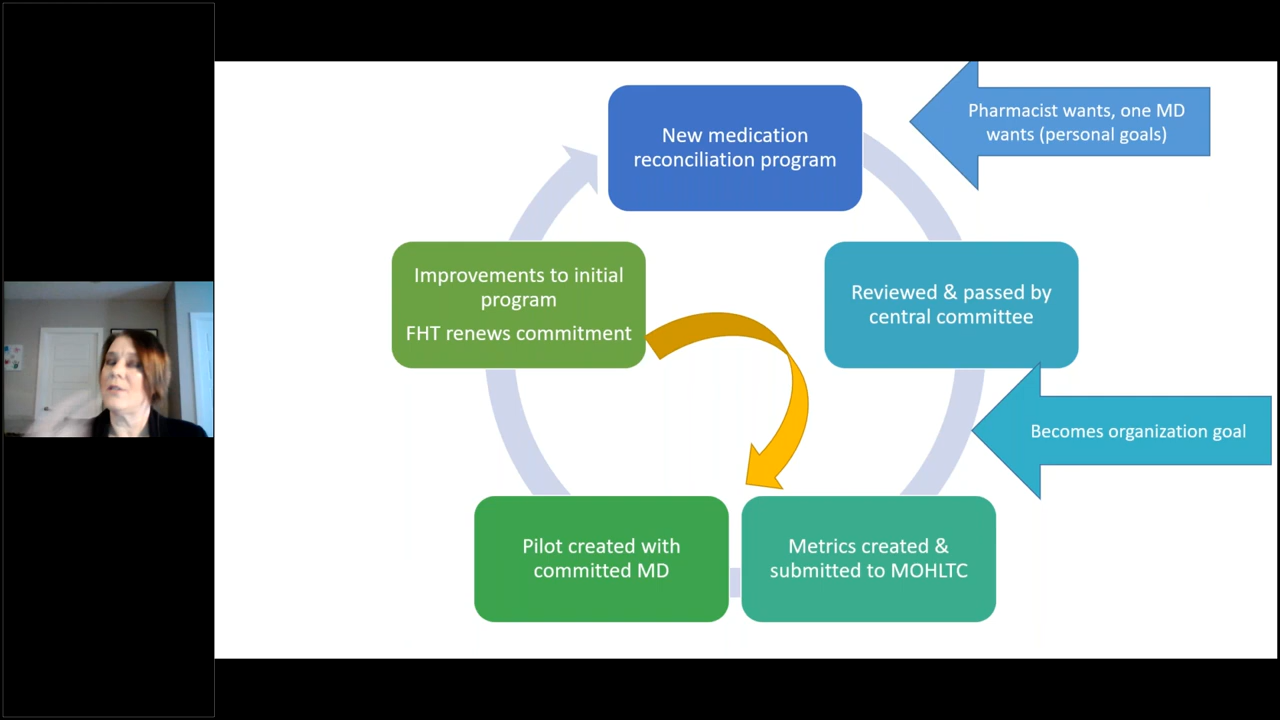 New medication
reconciliation program
Pharmacist wants, one MD
wants (personal goals)
Reviewed & passed by
central committee
Becomes organization goal
Metrics created &
submitted to MOHLTC
Pilot created with
committed MD
Improvements to initial
program
FHT renews commitment